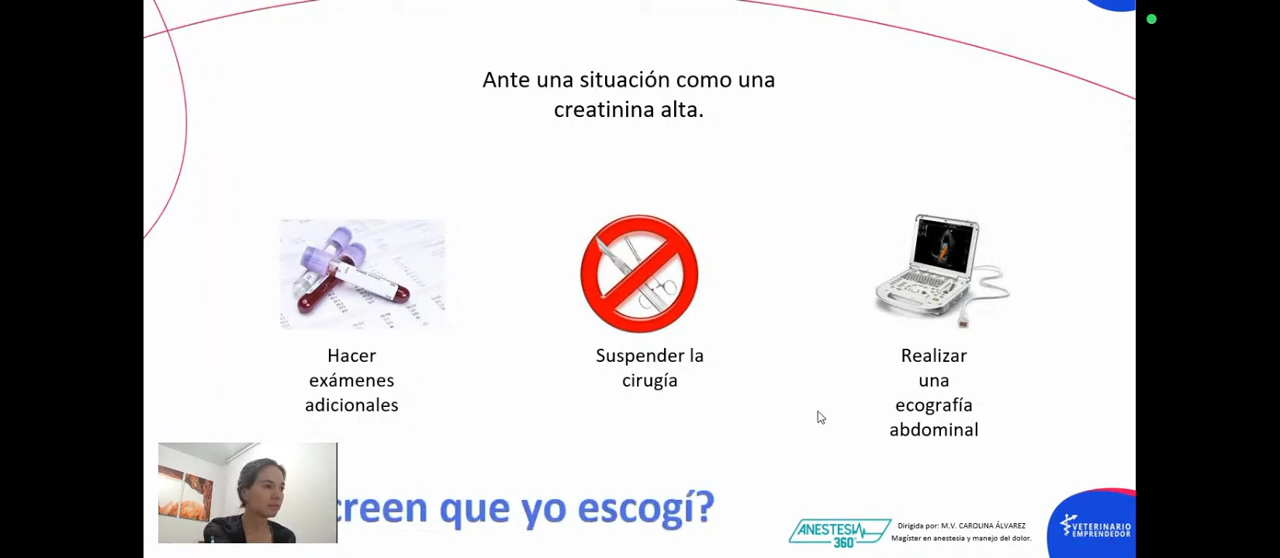 Ante una situación como una
creatinina alta.
Hacer
exámenes
adicionales
Suspender la
cirugía
Realizar
una
ecografía
abdominal
creen que yo escogí?
ANESTESIA
360°
Dirigida por: M.V. CAROLINA ÁLVAREZ
Magíster en anestesia y manejo del dolor.
VETERINARIO
EMPRENDEDOR